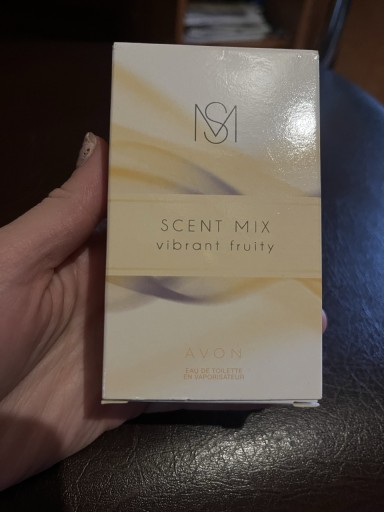 SM
SCENT MIX
vibrant fruity
AVON
EAU DE TOILETTE
EN VAPORISATEUR